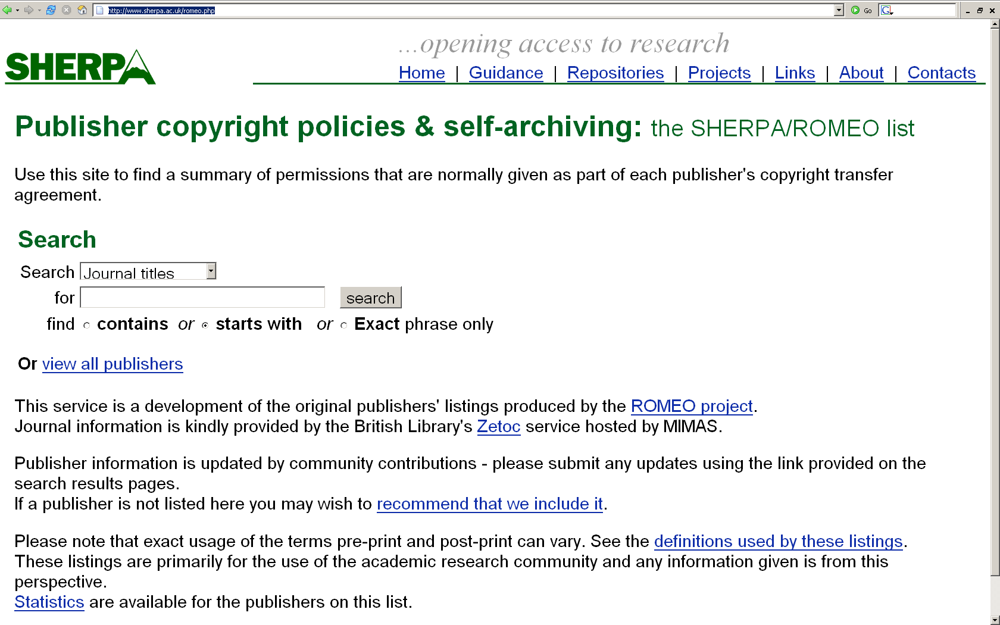 http://www.sherpa.ac.uk/romeo.php
Go
G
...opening access to research
SHERPA
Home | Guidance | Repositories | Projects | Links | About | Contacts
Publisher copyright policies & self-archiving: the SHERPA/ROMEO list
Use this site to find a summary of permissions that are normally given as part of each publisher's copyright transfer
agreement.
Search
Search Journal titles
for search
find contains or starts with or Exact phrase only
Or view all publishers
This service is a development of the original publishers' listings produced by the ROMEO project.
Journal information is kindly provided by the British Library's Zetoc service hosted by MIMAS.
Publisher information is updated by community contributions - please submit any updates using the link provided on the
search results pages.
If a publisher is not listed here you may wish to recommend that we include it.
Please note that exact usage of the terms pre-print and post-print can vary. See the definitions used by these listings.
These listings are primarily for the use of the academic research community and any information given is from this
perspective.
Statistics are available for the publishers on this list.